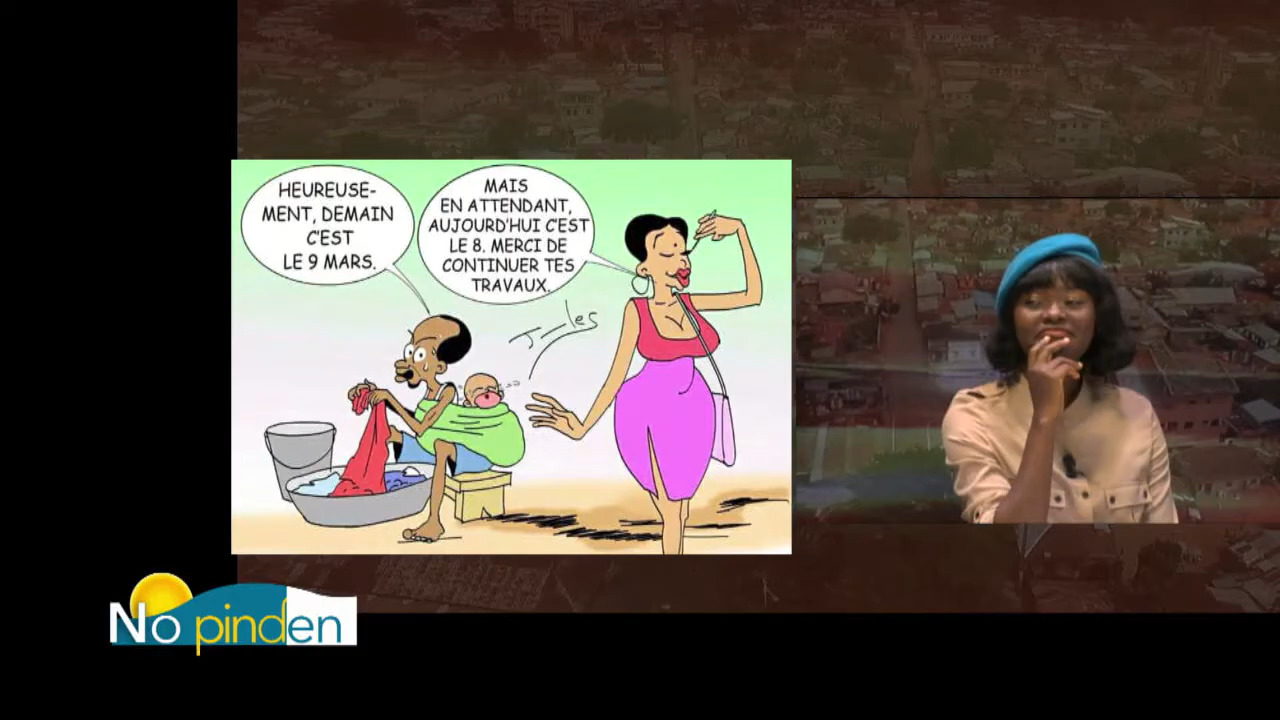 HEUREUSE-
MENT, DEMAIN
C'EST
LE 9 MARS.
MAIS
EN ATTENDANT,
AUJOURD'HUI C'EST
LE 8. MERCI DE
CONTINUER TES
TRAVAUX.
No pinden